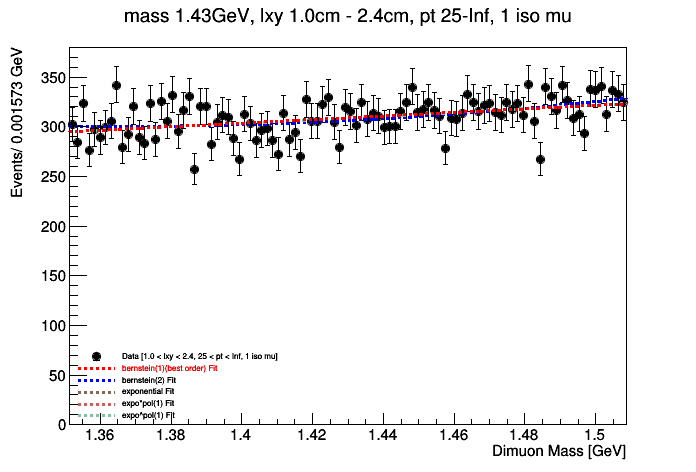 mass 1.43GeV, lxy 1.0cm - 2.4cm, pt 25-Inf, 1 iso mu
Events/ 0.001573 GeV
350
300
250
200
150
100
50
0
Data [1.0 < lxy < 2.4, 25 < pt < Inf, 1 iso mu]
bernstein(1)(best order) Fit
bernstein(2) Fit
exponential Fit
expo*pol(1) Fit
expo^pol(1) Fit
1.36 1.38 1.4 1.42 1.44 1.46 1.48 1.5
Dimuon Mass [GeV]